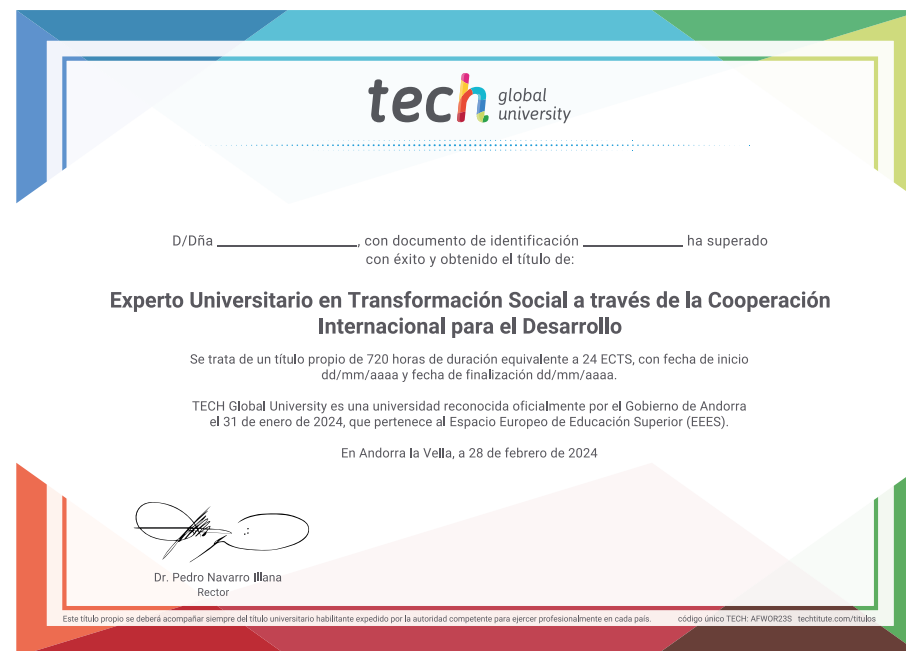 tech global university
D/Dña ____________________, con documento de identificación ______________ ha superado
con éxito y obtenido el título de:
Experto Universitario en Transformación Social a través de la Cooperación
Internacional para el Desarrollo
Se trata de un título propio de 720 horas de duración equivalente a 24 ECTS, con fecha de inicio
dd/mm/aaaa y fecha de finalización dd/mm/aaaa.
TECH Global University es una universidad reconocida oficialmente por el Gobierno de Andorra
el 31 de enero de 2024, que pertenece al Espacio Europeo de Educación Superior (EEES).
En Andorra la Vella, a 28 de febrero de 2024
Dr. Pedro Navarro Illana
Rector
Este título propio se deberá acompañar siempre del título universitario habilitante expedido por la autoridad competente para ejercer profesionalmente en cada país. código único TECH: AFWOR23S techtitute.com/titulos